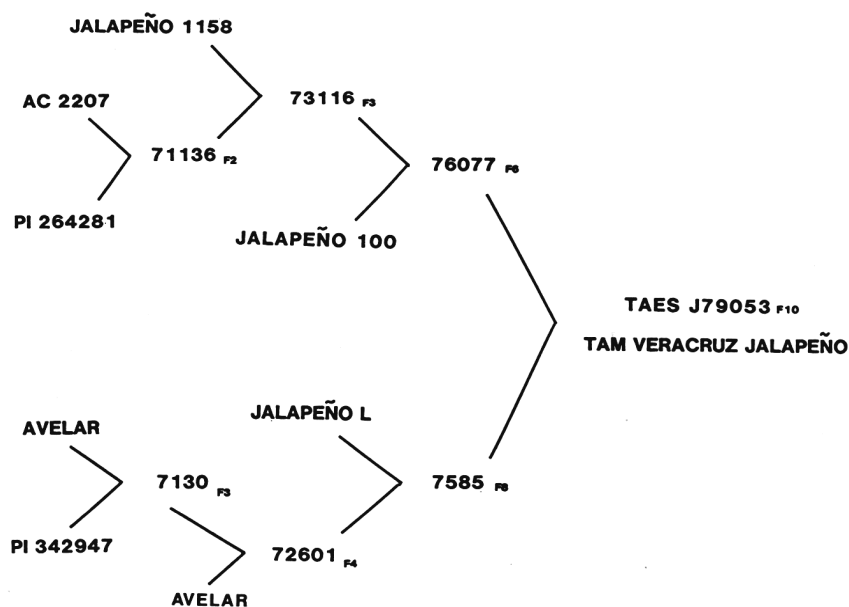 JALAPEÑO 1158
AC 2207
73116 F3
71136 F2
76077 F6
PI 264281
JALAPEÑO 100
TAES J79053 F10
TAM VERACRUZ JALAPEÑO
JALAPEÑO L
AVELAR
7130 F3
7585 F6
PI 342947
72601 F4
AVELAR